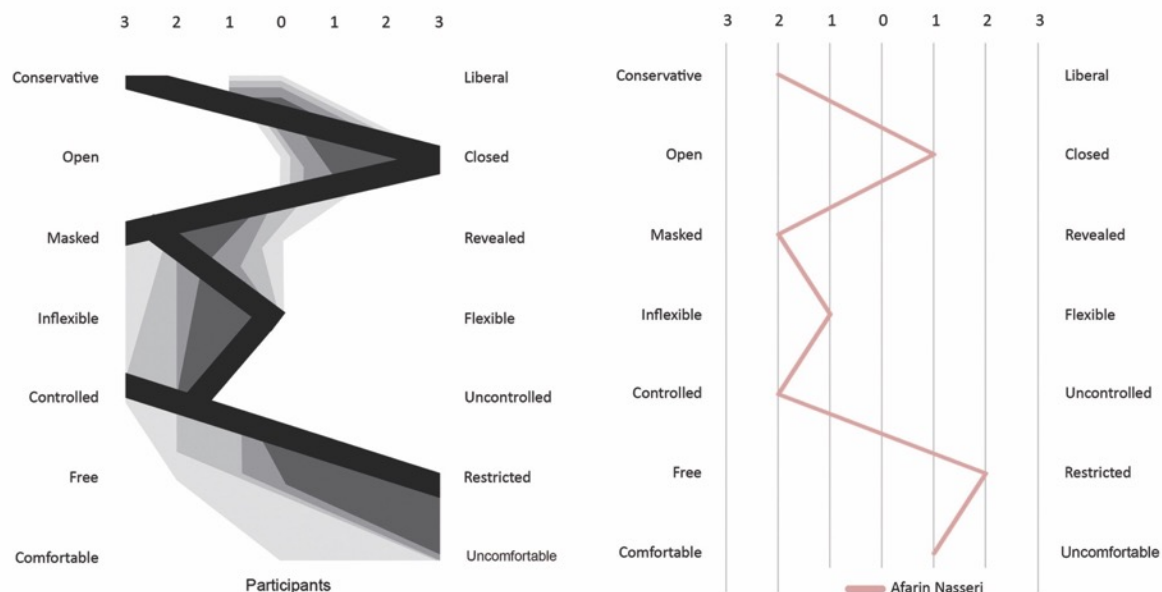 3 2 1 0 1 2 3
Conservative Liberal
Open Closed
Masked Revealed
Inflexible Flexible
Controlled Uncontrolled
Free Restricted
Comfortable Uncomfortable
Participants
3 2 1 0 1 2 3
Conservative Liberal
Open Closed
Masked Revealed
Inflexible Flexible
Controlled Uncontrolled
Free Restricted
Comfortable Uncomfortable
Afarin Nasseri